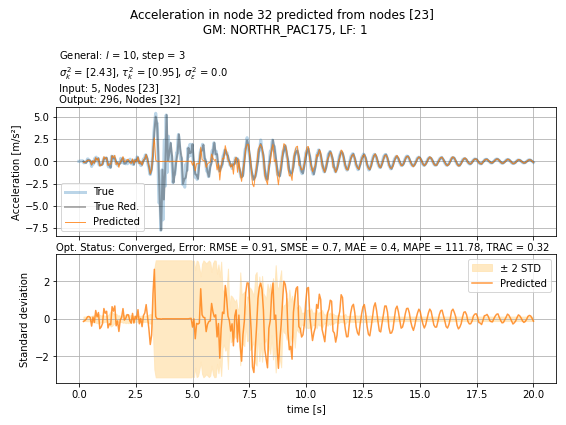 Acceleration in node 32 predicted from nodes [23]
GM: NORTHR_PAC175, LF: 1
General: l = 10, step = 3
σ²ₖ = [2.43], τ²ₖ = [0.95], σ²ε = 0.0
Input: 5, Nodes [23]
Output: 296, Nodes [32]
Acceleration [m/s²]
5.0
2.5
0.0
−2.5
−5.0
−7.5
True
True Red.
Predicted
Opt. Status: Converged, Error: RMSE = 0.91, SMSE = 0.7, MAE = 0.4, MAPE = 111.78, TRAC = 0.32
Standard deviation
2
0
−2
± 2 STD
Predicted
0.0 2.5 5.0 7.5 10.0 12.5 15.0 17.5 20.0
time [s]